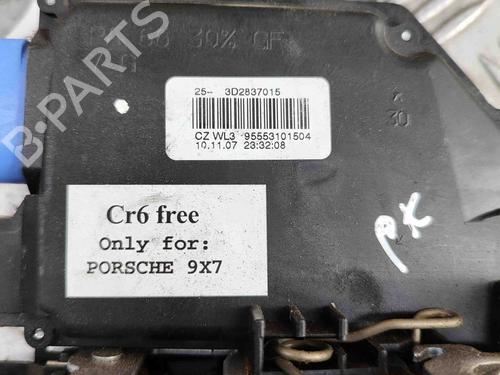 30% GF
25-- 3D2837015
CZ WL3 95553101504
10.11.07 23:32:08
30
Cr6 free
Only for:
PORSCHE 9X7